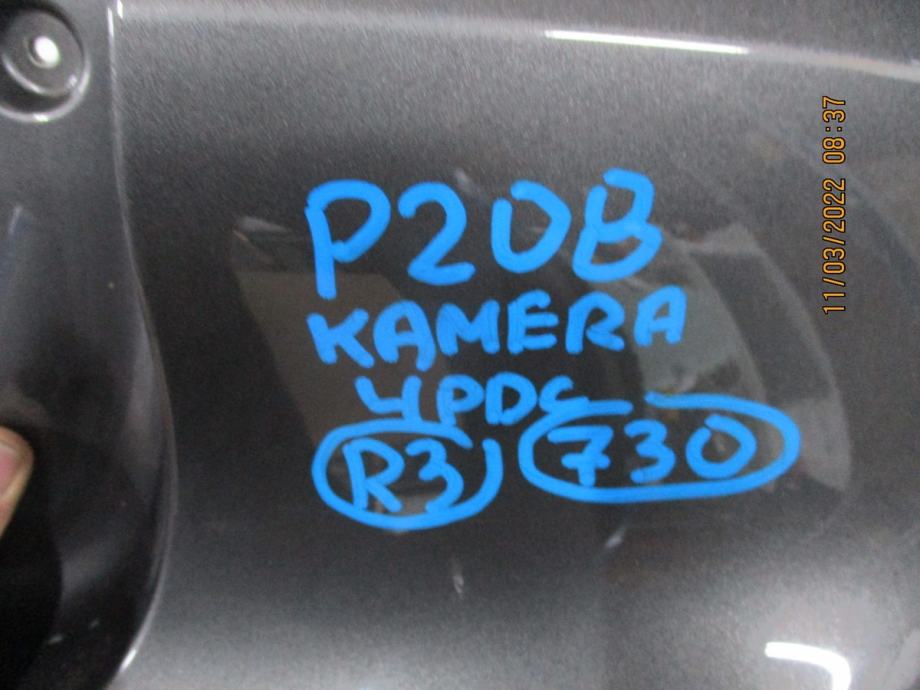 P208
KAMERA
4PDC
R3 730
11/03/2022 08:37